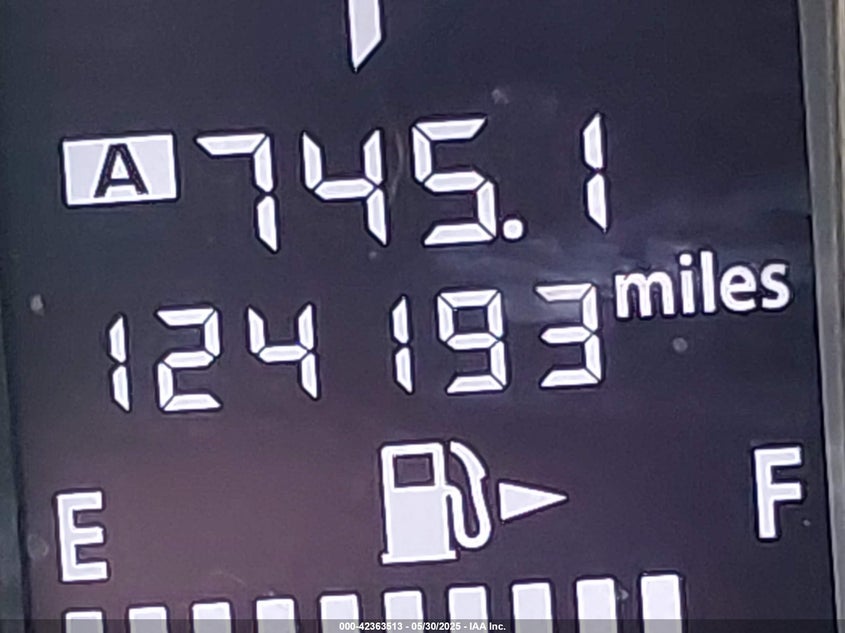 A 745.1
124193 miles
E F
000-42363513 - 05/30/2025 - IAA Inc.